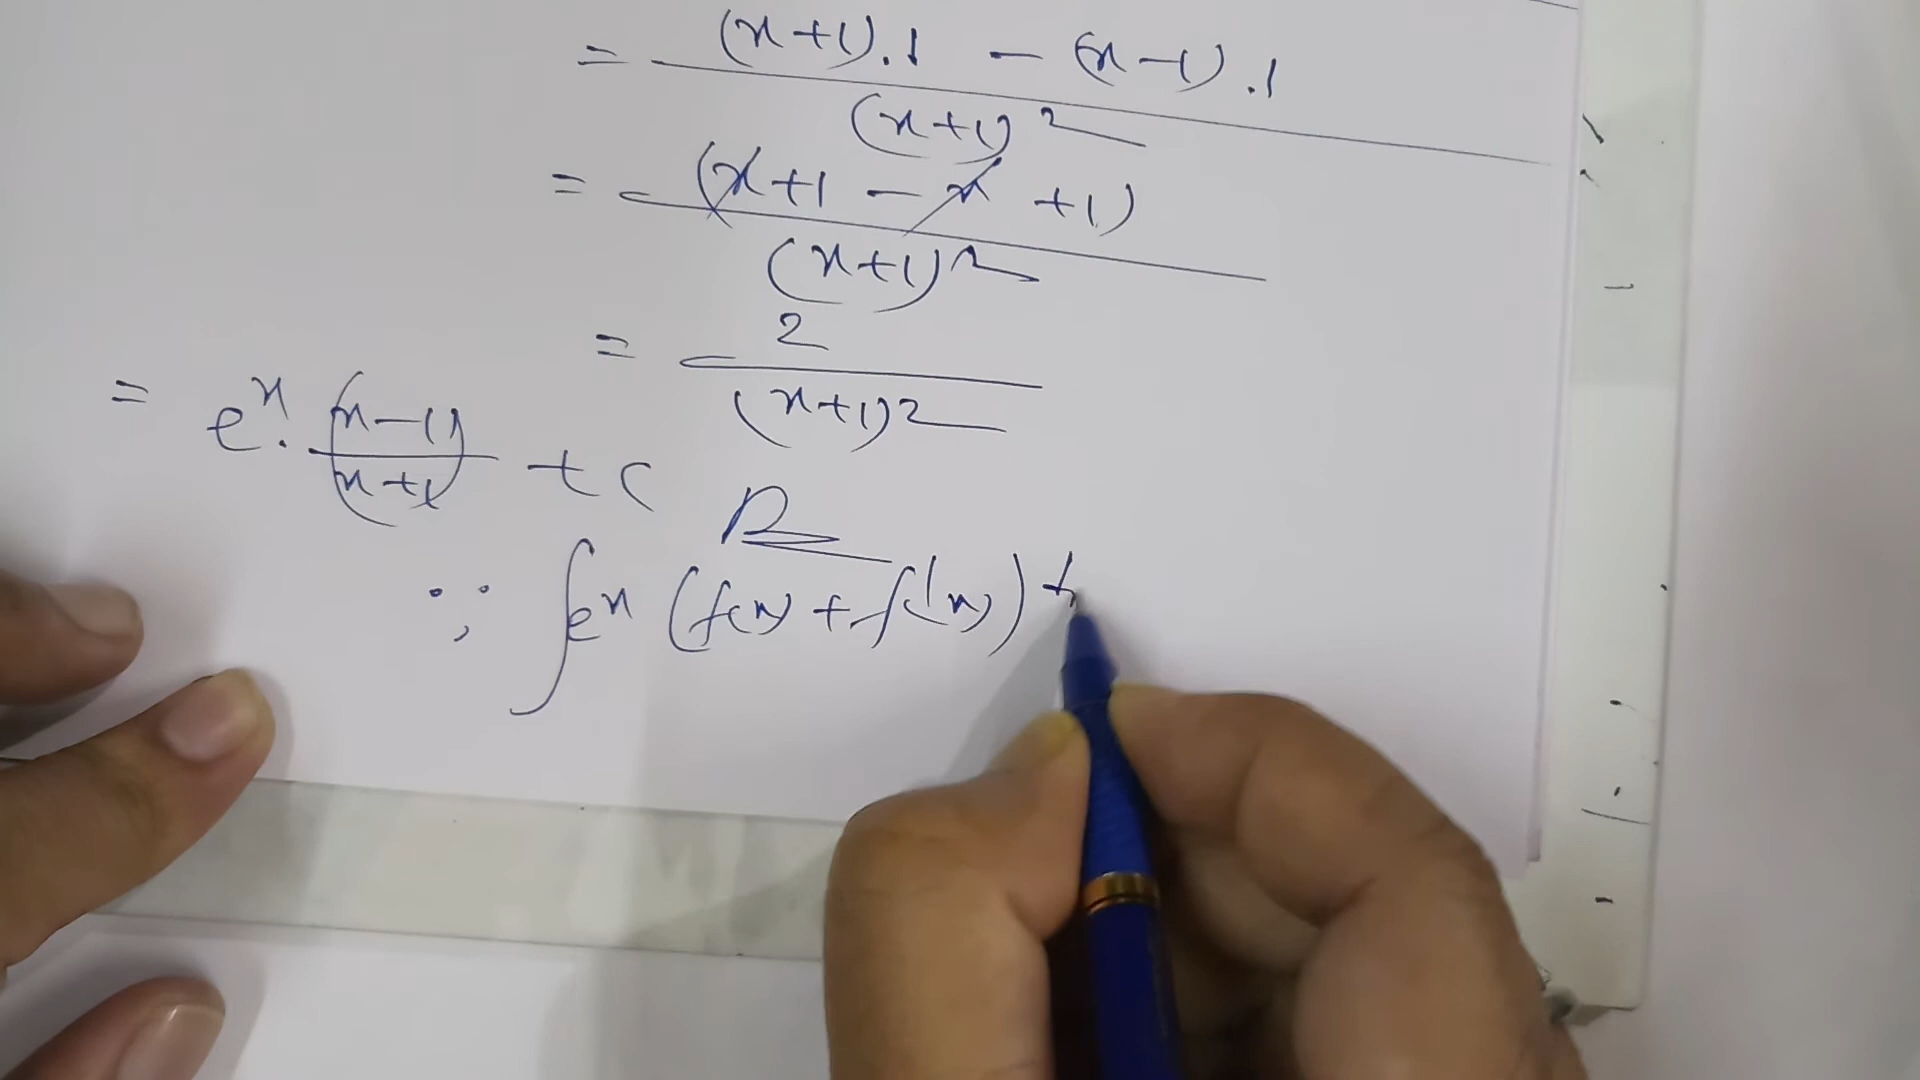 = (x+1).1 - (x-1).1 / (x+1)²
= (x+1 - x +1) / (x+1)²
= 2 / (x+1)²
= eˣ. (x-1) / (x+1) + c
∵ ∫eˣ (f(x) + f'(x))